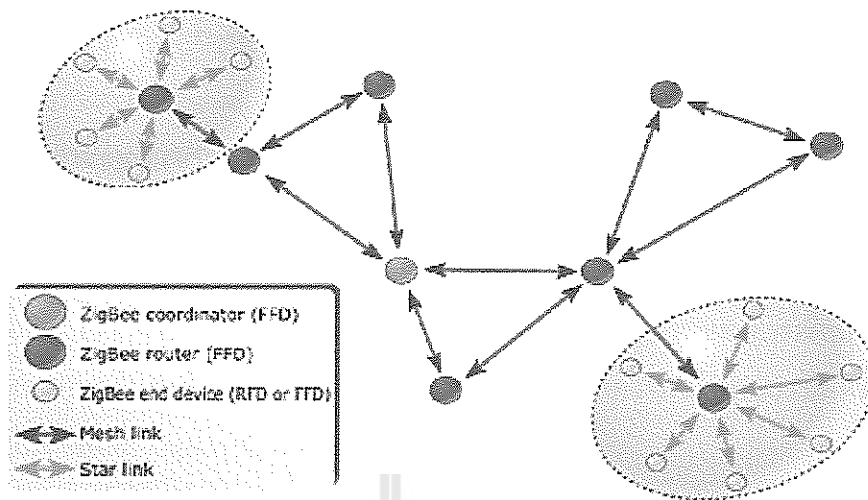 ZigBee coordinator (FFD)
ZigBee router (FFD)
ZigBee end device (RFD or FFD)
Mesh link
Star link